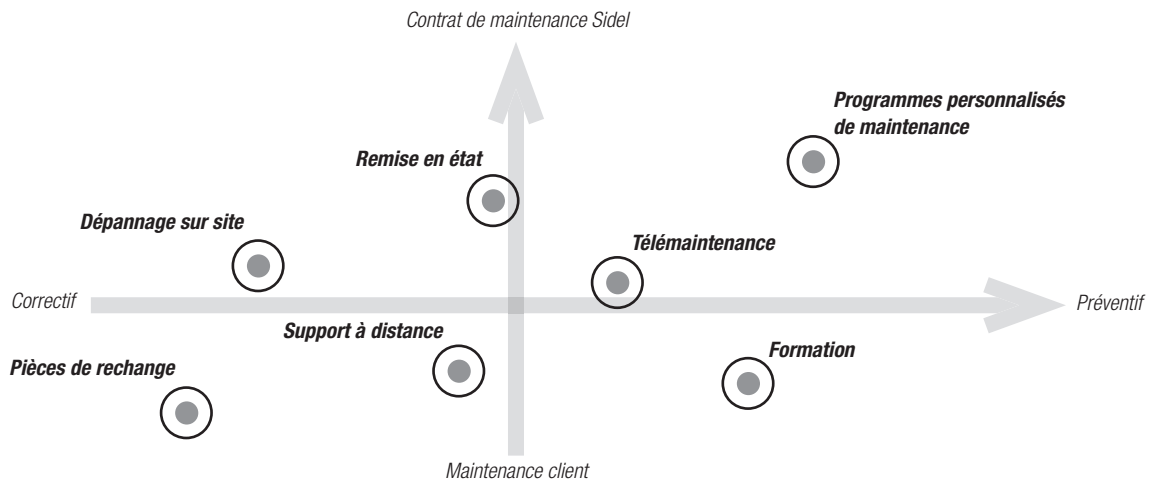 Contrat de maintenance Sidel
Programmes personnalisés
de maintenance
Remise en état
Dépannage sur site
Télémaintenance
Correctif
Préventif
Support à distance
Formation
Pièces de rechange
Maintenance client